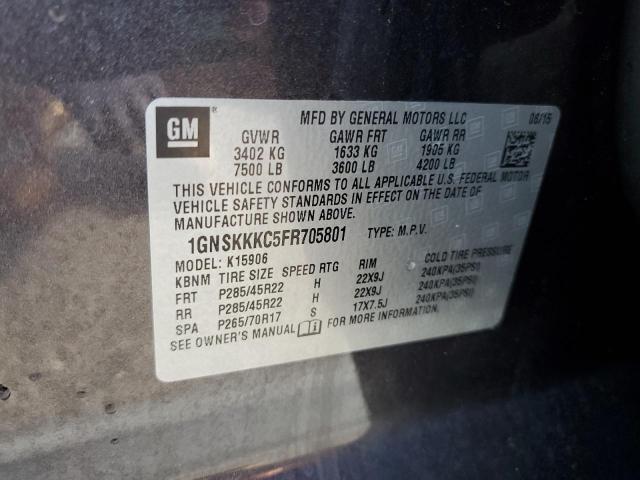 GM
MFD BY GENERAL MOTORS LLC 06/15
GVWR GAWR FRT GAWR RR
3402 KG 1633 KG 1905 KG
7500 LB 3600 LB 4200 LB
THIS VEHICLE CONFORMS TO ALL APPLICABLE U.S. FEDERAL MOTOR
VEHICLE SAFETY STANDARDS IN EFFECT ON THE DATE OF
MANUFACTURE SHOWN ABOVE.
1GNSKKKC5FR705801 TYPE: M.P.V.
MODEL: K15906
KBNM TIRE SIZE SPEED RTG RIM COLD TIRE PRESSURE
FRT P285/45R22 H 22X9J 240KPA(35PSI)
RR P285/45R22 H 22X9J 240KPA(35PSI)
SPA P265/70R17 S 17X7.5J 240KPA(35PSI)
SEE OWNER'S MANUAL FOR MORE INFORMATION.